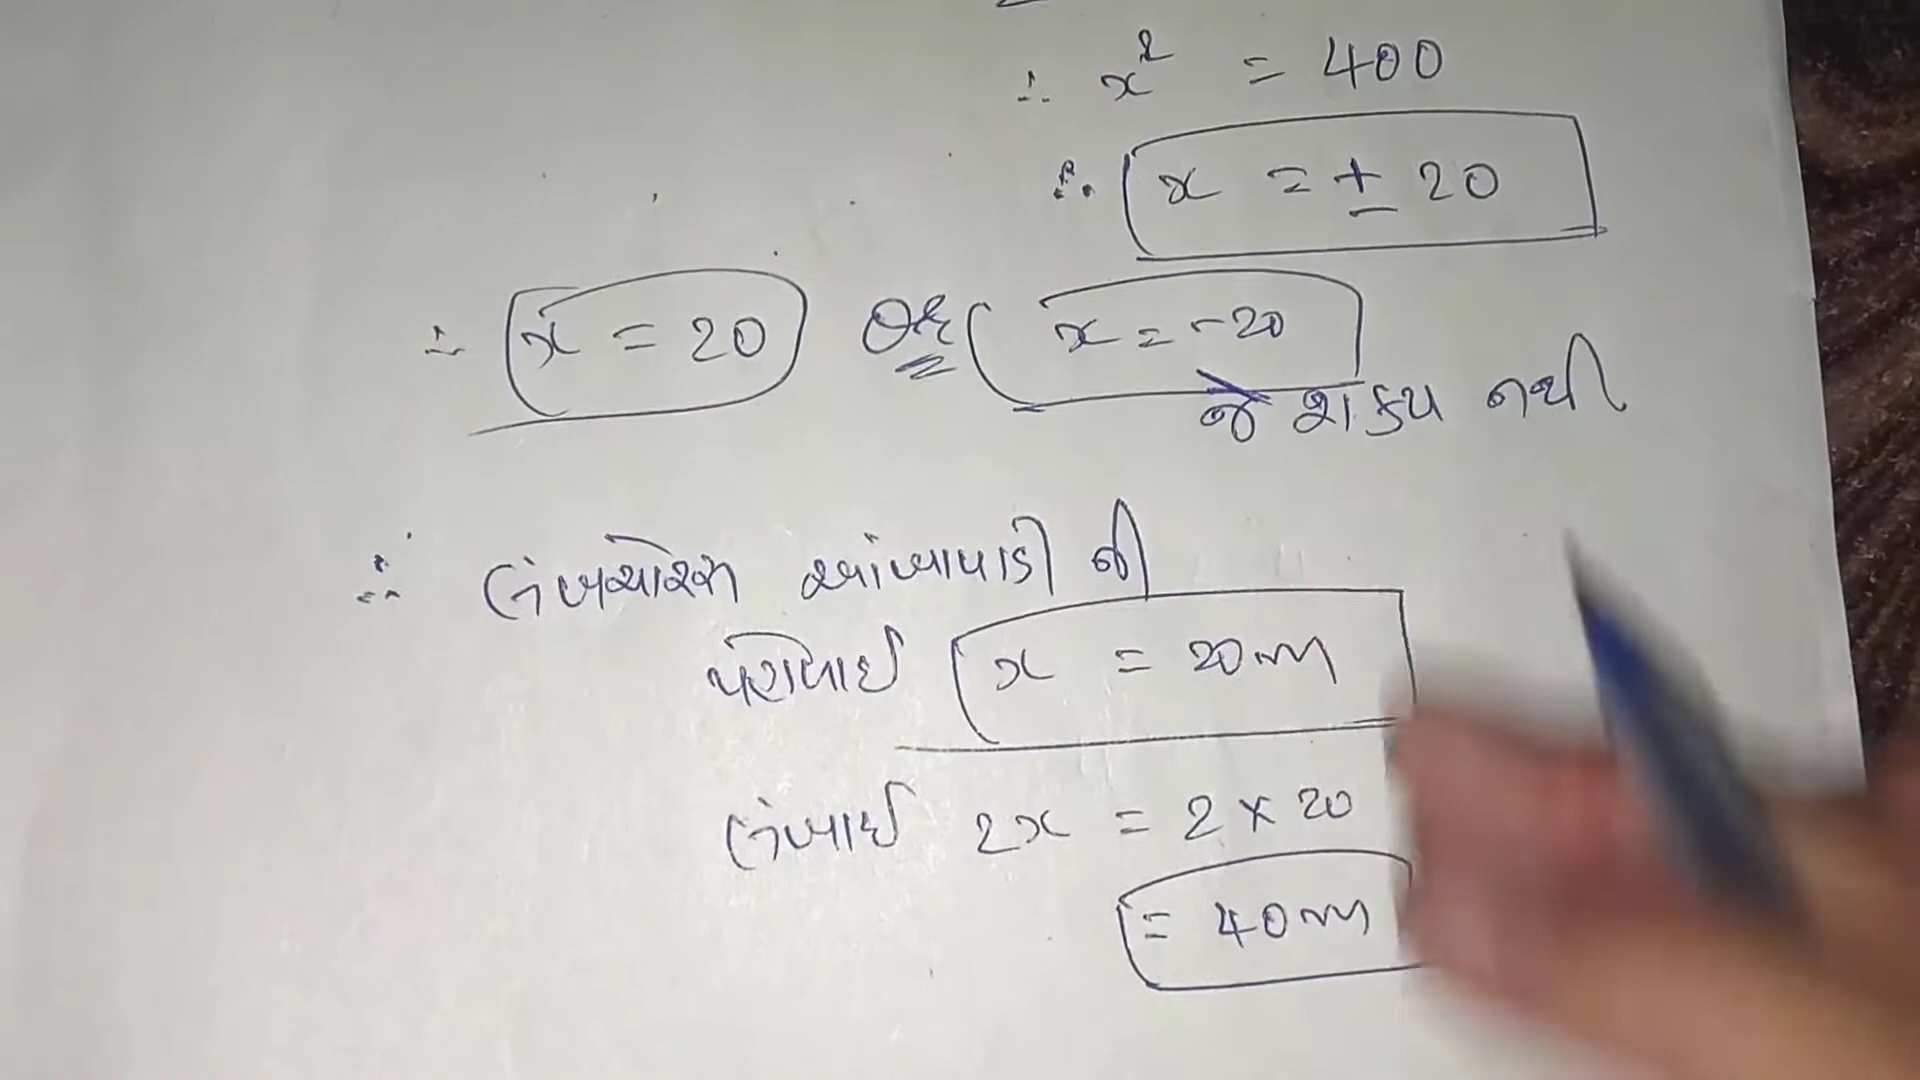 ∴ x² = 400
∴ x = ± 20
∴ x = 20 OR x = -20
જે શક્ય નથી
∴ લંબચોરસ આંબાવાડી ની
પહોળાઈ x = 20m
લંબાઈ 2x = 2 × 20
= 40m